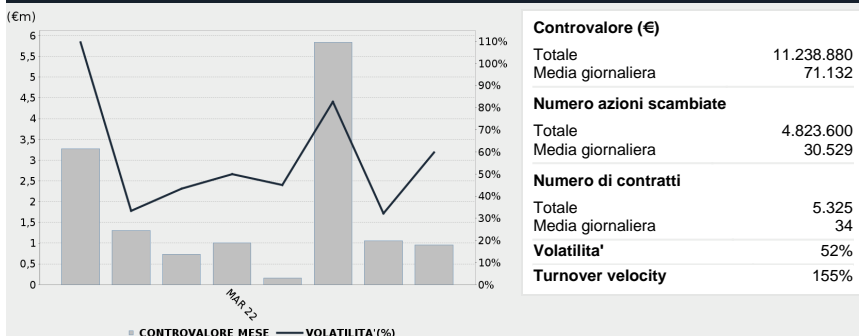 (€m)
6
5,5
5
4,5
4
3,5
3
2,5
2
1,5
1
0,5
0
110%
100%
90%
80%
70%
60%
50%
40%
30%
20%
10%
0%
MAR 22
CONTROVALORE MESE VOLATILITA'(%)
Controvalore (€)
Totale 11.238.880
Media giornaliera 71.132
Numero azioni scambiate
Totale 4.823.600
Media giornaliera 30.529
Numero di contratti
Totale 5.325
Media giornaliera 34
Volatilita' 52%
Turnover velocity 155%